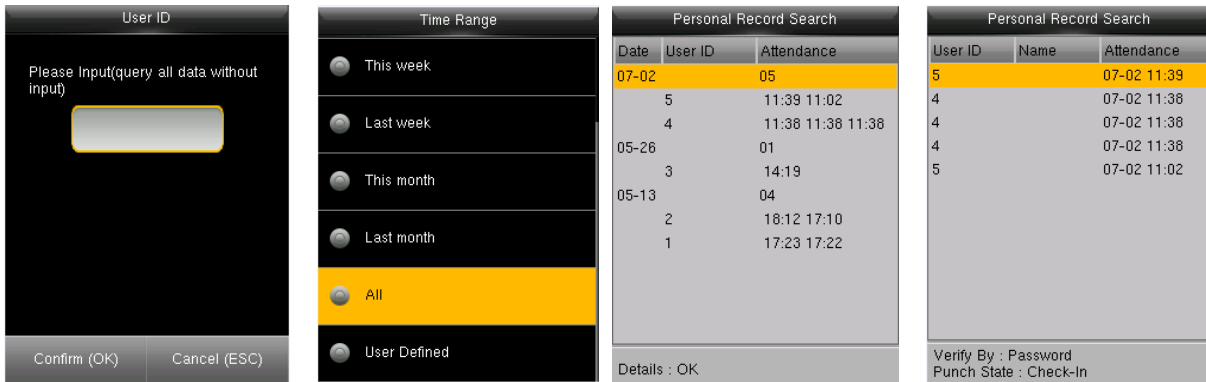 User ID
Please Input(query all data without
input)
Confirm (OK) Cancel (ESC)
Time Range
This week
Last week
This month
Last month
All
User Defined
Personal Record Search
Date User ID Attendance
07-02 05
5 11:39 11:02
4 11:38 11:38 11:38
05-26 01
3 14:19
05-13 04
2 18:12 17:10
1 17:23 17:22
Details : OK
Personal Record Search
User ID Name Attendance
5 07-02 11:39
4 07-02 11:38
4 07-02 11:38
4 07-02 11:38
5 07-02 11:02
Verify By : Password
Punch State : Check-In